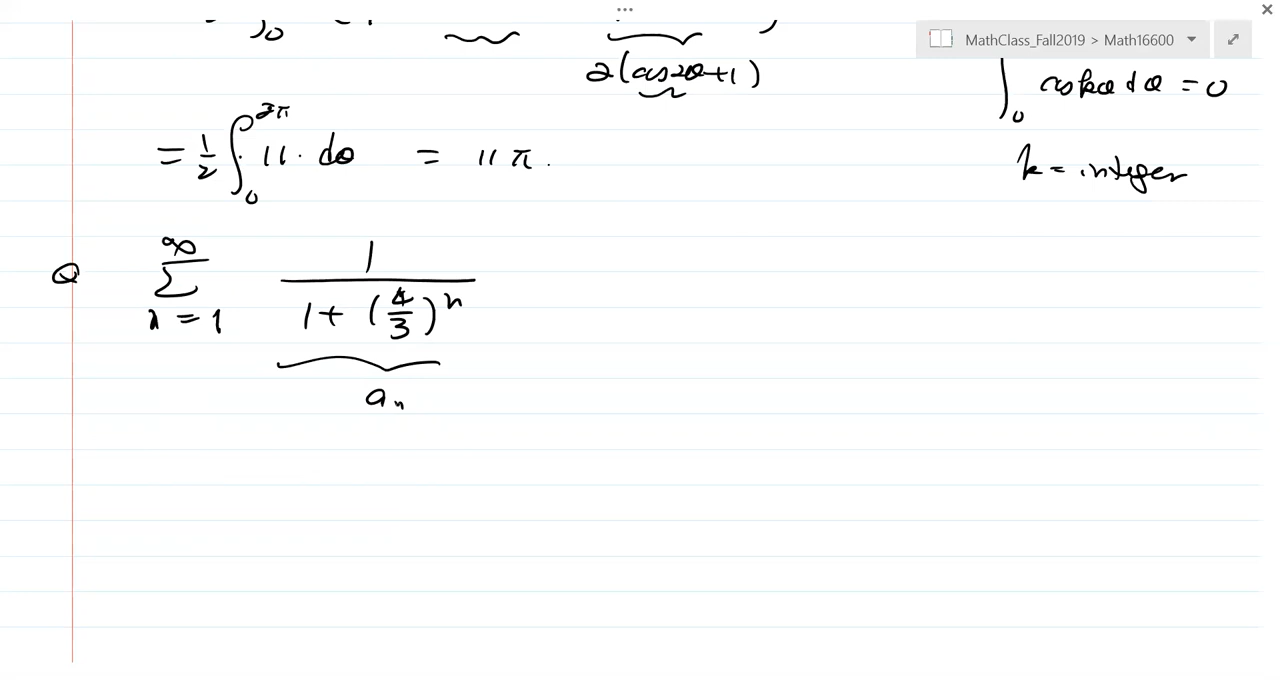 MathClass_Fall2019 > Math16600
2(cos2θ+1)
∫₀ cos kθ dθ = 0
= 1/2 ∫₀^{2π} 11 · dθ = 11π.
k = integer
Q ∑_{n=1}^{∞} 1/(1+(4/3)^n)
a_n